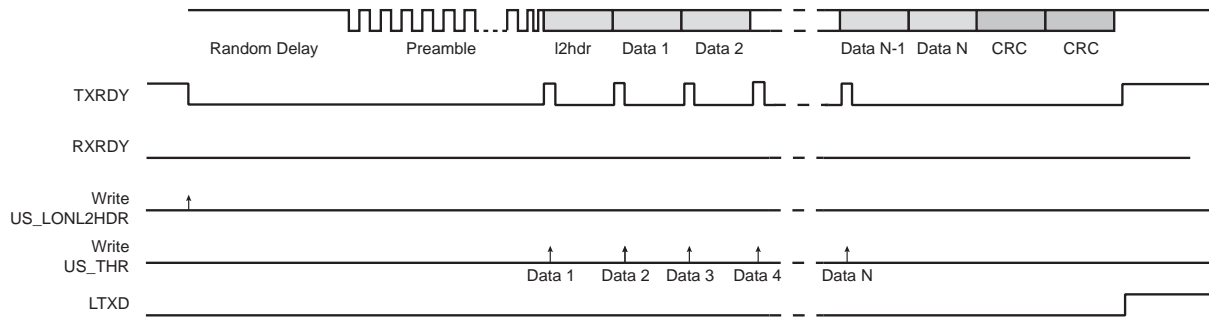 Random Delay Preamble l2hdr Data 1 Data 2 Data N-1 Data N CRC CRC
TXRDY
RXRDY
Write
US_LONL2HDR
Write
US_THR
Data 1 Data 2 Data 3 Data 4 Data N
LTXD